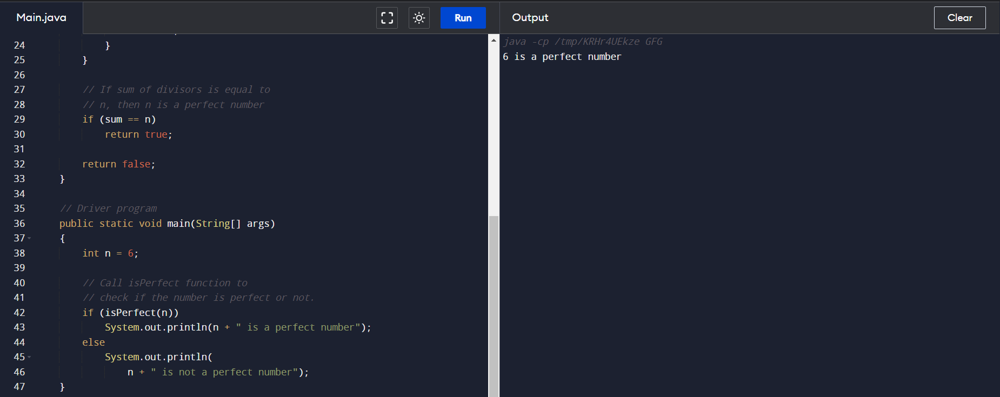 Main.java
Run
24 }
25 }
26
27 // If sum of divisors is equal to
28 // n, then n is a perfect number
29 if (sum == n)
30 return true;
31
32 return false;
33 }
34
35 // Driver program
36 public static void main(String[] args)
37 {
38 int n = 6;
39
40 // Call isPerfect function to
41 // check if the number is perfect or not.
42 if (isPerfect(n))
43 System.out.println(n + " is a perfect number");
44 else
45 System.out.println(
46 n + " is not a perfect number");
47 }
Output
Clear
java -cp /tmp/KRHr4UEkze GFG
6 is a perfect number